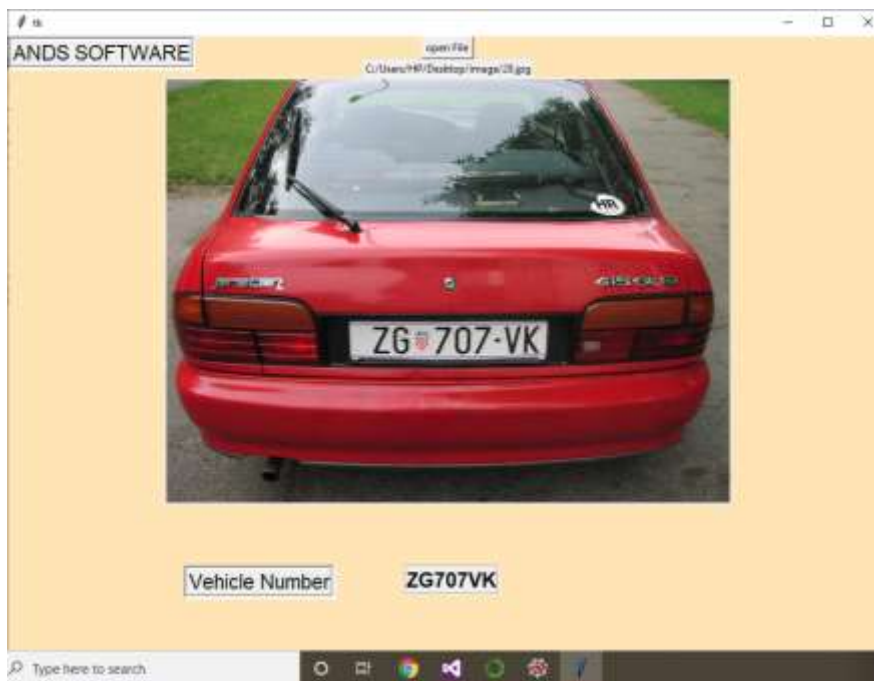 tk
ANDS SOFTWARE
open File
C:/Users/HP/Desktop/image/28.jpg
HR
ZG 707-VK
Vehicle Number
ZG707VK
Type here to search